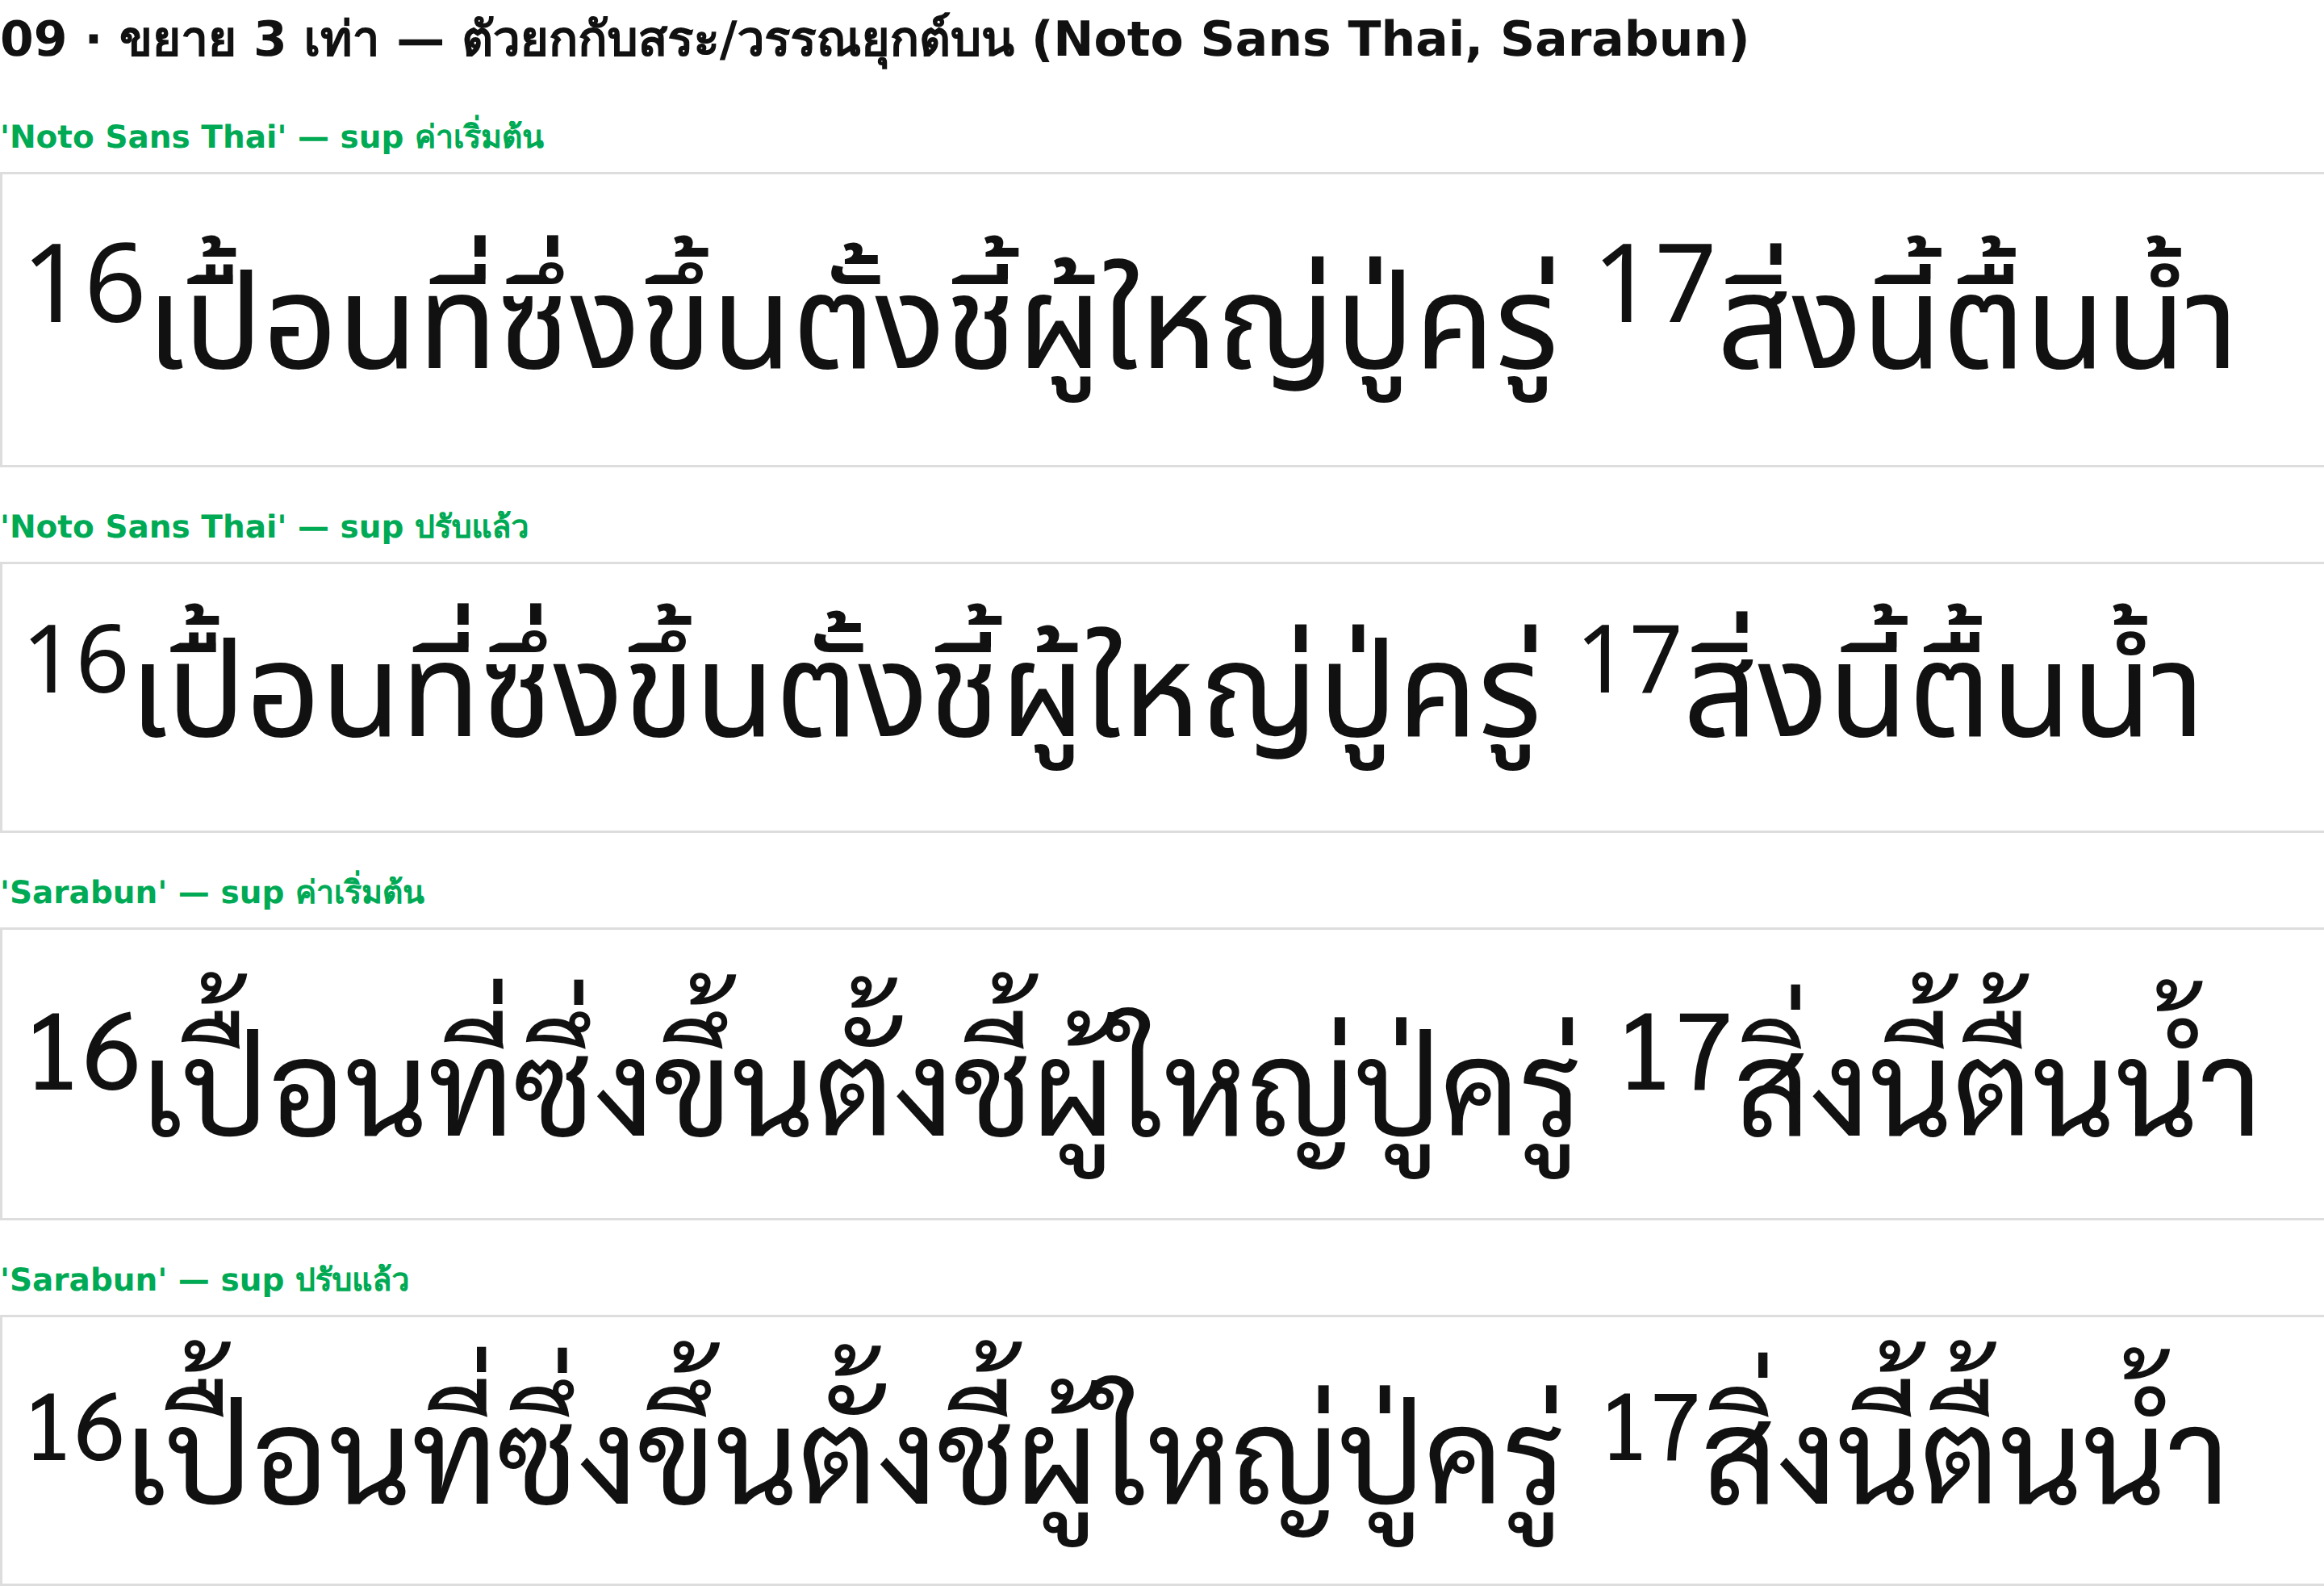 09 · ขยาย 3 เท่า — ตัวยกกับสระ/วรรณยุกต์บน (Noto Sans Thai, Sarabun)
'Noto Sans Thai' — sup ค่าเริ่มต้น
16เปื้อนที่ซึ่งขึ้นตั้งชี้ผู้ใหญ่ปู่ครู่ 17สิ่งนี้ตื้นน้ำ
'Noto Sans Thai' — sup ปรับแล้ว
16เปื้อนที่ซึ่งขึ้นตั้งชี้ผู้ใหญ่ปู่ครู่ 17สิ่งนี้ตื้นน้ำ
'Sarabun' — sup ค่าเริ่มต้น
16เปื้อนที่ซึ่งขึ้นตั้งชี้ผู้ใหญ่ปู่ครู่ 17สิ่งนี้ตื้นน้ำ
'Sarabun' — sup ปรับแล้ว
16เปื้อนที่ซึ่งขึ้นตั้งชี้ผู้ใหญ่ปู่ครู่ 17สิ่งนี้ตื้นน้ำ